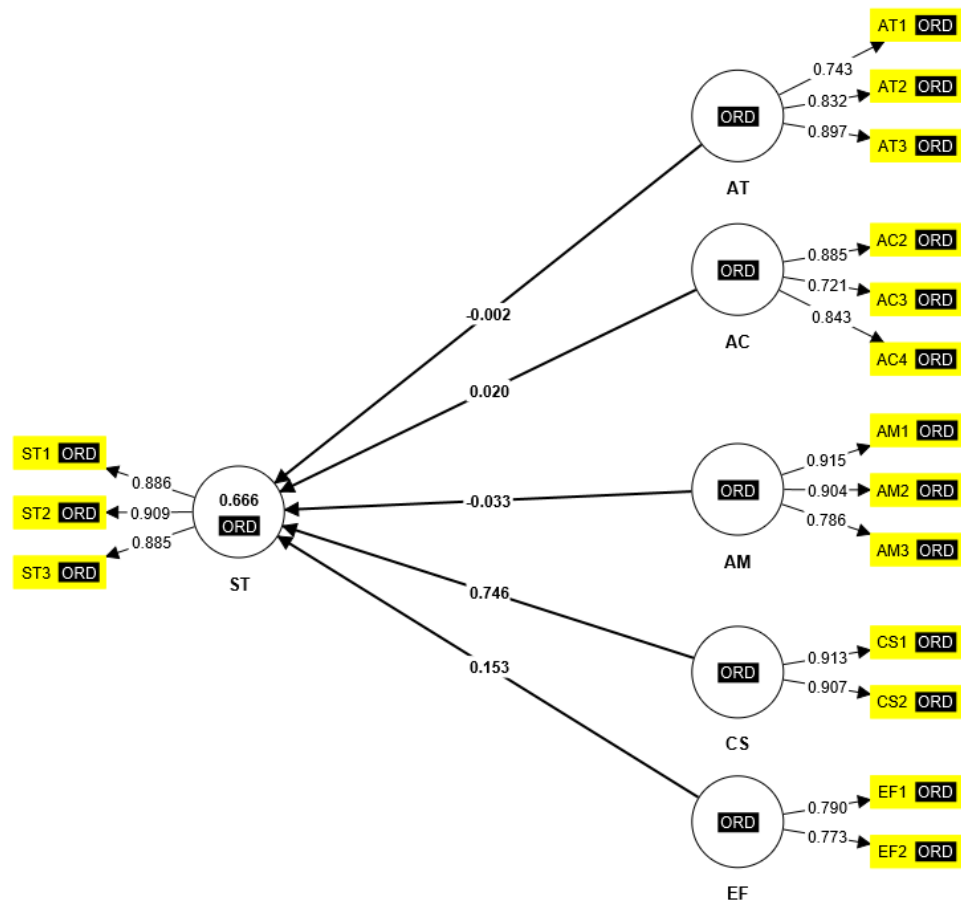 AT1 ORD
0.743
AT2 ORD
0.832
ORD
0.897
AT3 ORD
AT
AC2 ORD
0.885
ORD
0.721
AC3 ORD
-0.002
0.843
AC
AC4 ORD
0.020
AM1 ORD
ST1 ORD
0.915
0.886
0.666
-0.033
ORD
0.904
AM2 ORD
ST2 ORD
0.909
ORD
0.786
0.885
AM3 ORD
ST3 ORD
AM
ST
0.746
CS1 ORD
0.913
0.153
ORD
0.907
CS2 ORD
CS
EF1 ORD
0.790
ORD
0.773
EF2 ORD
EF